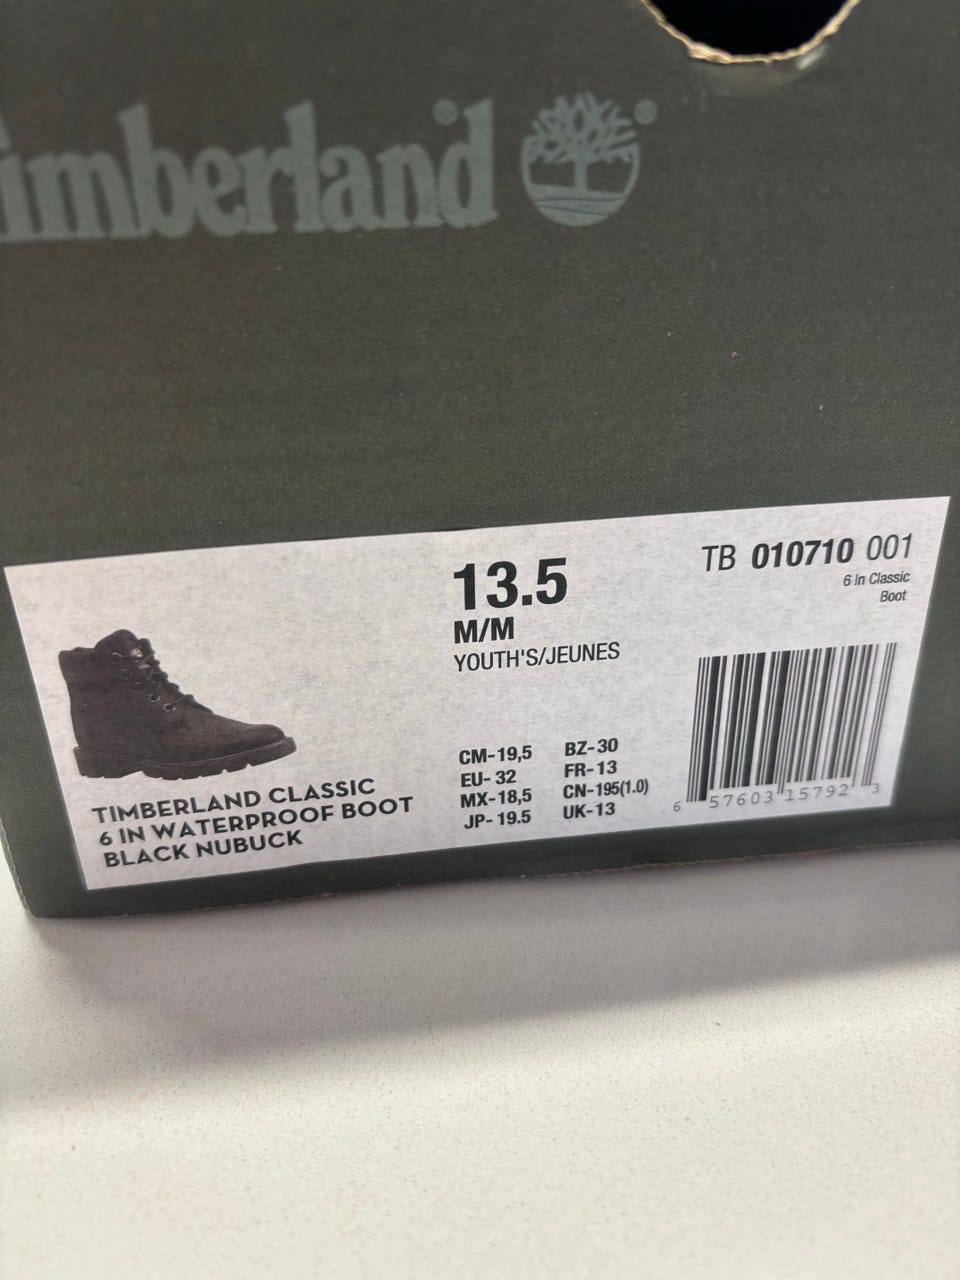 Timberland®
®
13.5
M/M
YOUTH'S/JEUNES
TB 010710 001
6 In Classic
Boot
TIMBERLAND CLASSIC
6 IN WATERPROOF BOOT
BLACK NUBUCK
CM-19,5 BZ-30
EU- 32 FR-13
MX-18,5 CN-195(1.0)
JP- 19.5 UK-13
6 57603 15792 3